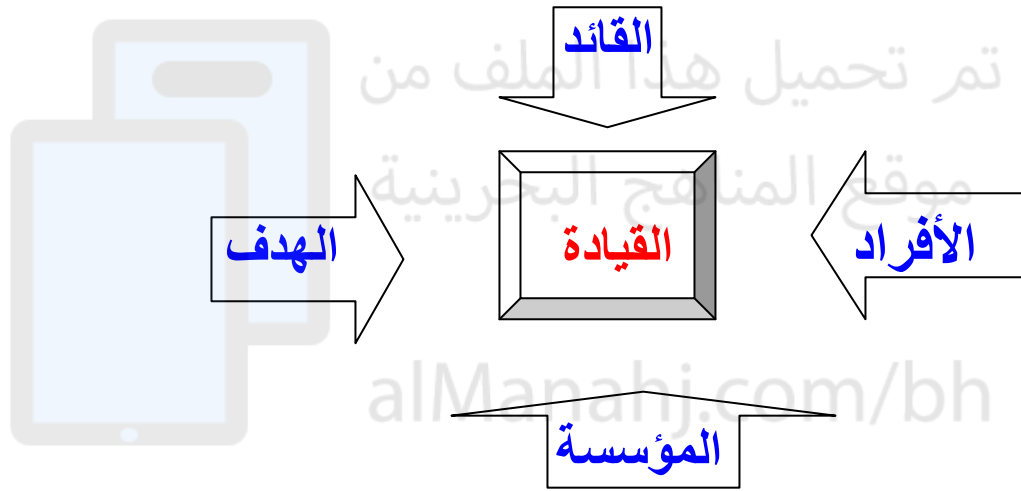 القائد
تم تحميل هذا الملف من
موقع المناهج البحرينية
الأفراد
القيادة
الهدف
alManahj.com/bh
المؤسسة